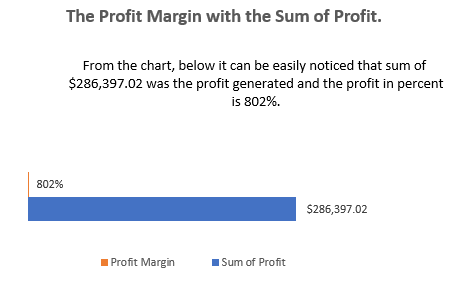 The Profit Margin with the Sum of Profit.
From the chart, below it can be easily noticed that sum of
$286,397.02 was the profit generated and the profit in percent
is 802%.
802%
$286,397.02
Profit Margin Sum of Profit